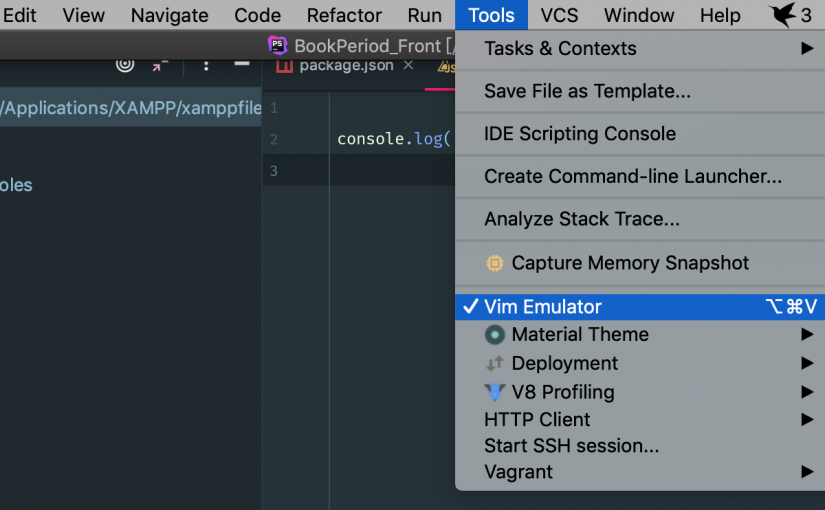 Edit View Navigate Code Refactor Run Tools VCS Window Help 3
PS BookPeriod_Front [/
package.json ×
/Applications/XAMPP/xamppfile
oles
1
2 console.log(
3
Tasks & Contexts
Save File as Template...
IDE Scripting Console
Create Command-line Launcher...
Analyze Stack Trace...
Capture Memory Snapshot
✓ Vim Emulator ⌥⌘V
Material Theme
Deployment
V8 Profiling
HTTP Client
Start SSH session...
Vagrant